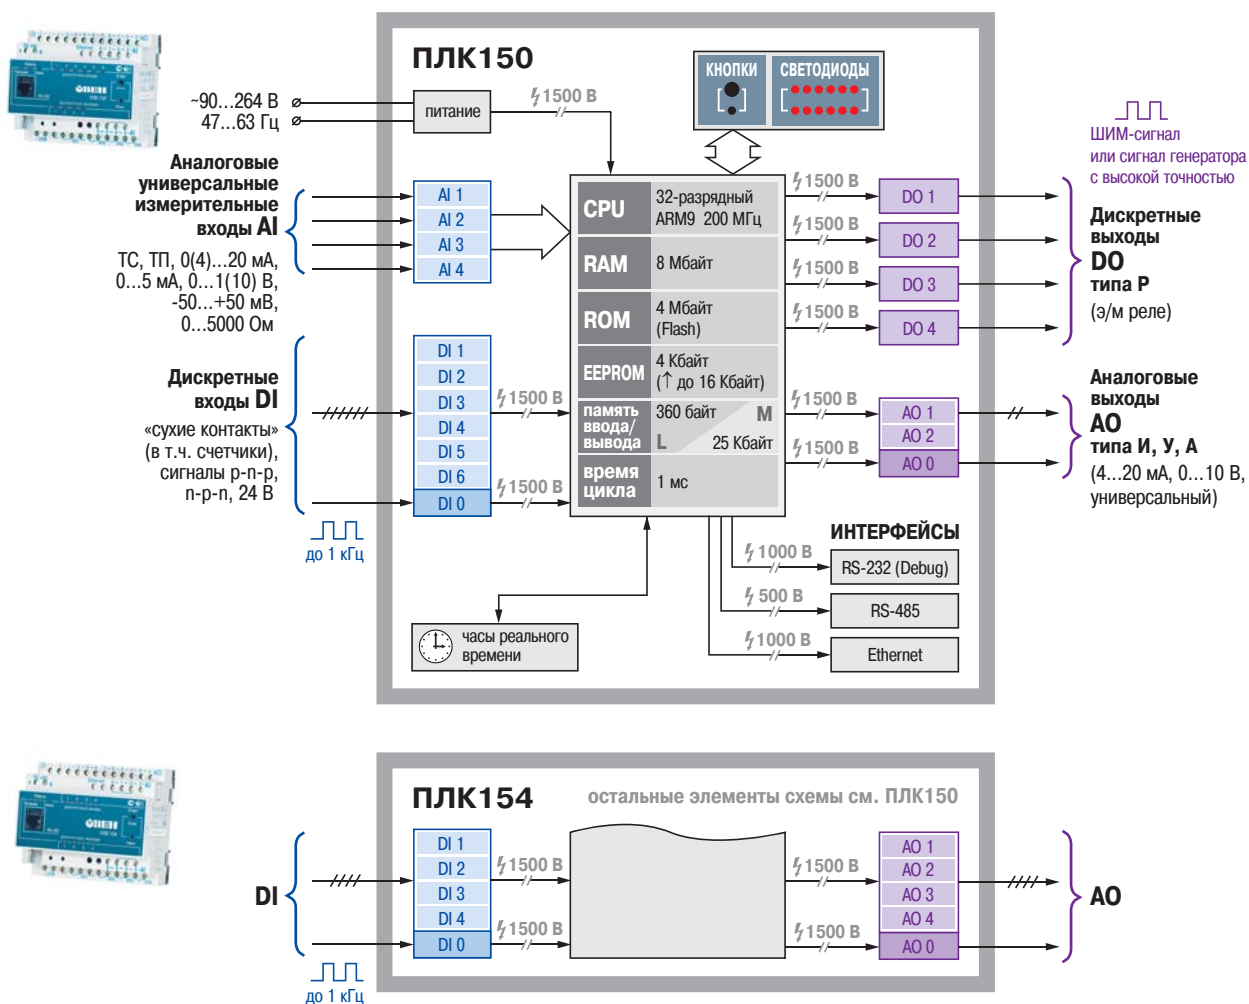 ПЛК150
КНОПКИ
СВЕТОДИОДЫ
~90...264 В
47...63 Гц
питание
1500 В
ШИМ-сигнал
или сигнал генератора
с высокой точностью
Аналоговые
универсальные
измерительные
входы AI
ТС, ТП, 0(4)...20 мА,
0...5 мА, 0...1(10) В,
-50...+50 мВ,
0...5000 Ом
AI 1
AI 2
AI 3
AI 4
CPU
32-разрядный
ARM9 200 МГц
RAM
8 Мбайт
ROM
4 Мбайт
(Flash)
EEPROM
4 Кбайт
(↑ до 16 Кбайт)
память
ввода/
вывода
360 байт
M
L
25 Кбайт
время
цикла
1 мс
1500 В
DO 1
1500 В
DO 2
1500 В
DO 3
1500 В
DO 4
Дискретные
выходы
DO
типа Р
(э/м реле)
Дискретные
входы DI
«сухие контакты»
(в т.ч. счетчики),
сигналы p-n-p,
n-p-n, 24 В
до 1 кГц
DI 1
DI 2
DI 3
DI 4
DI 5
DI 6
DI 0
1500 В
1500 В
1500 В
1500 В
AO 1
AO 2
AO 0
Аналоговые
выходы
AO
типа И, У, А
(4...20 мА, 0...10 В,
универсальный)
ИНТЕРФЕЙСЫ
1000 В
RS-232 (Debug)
500 В
RS-485
1000 В
Ethernet
часы реального
времени
ПЛК154
остальные элементы схемы см. ПЛК150
DI
до 1 кГц
DI 1
DI 2
DI 3
DI 4
DI 0
1500 В
1500 В
1500 В
1500 В
AO 1
AO 2
AO 3
AO 4
AO 0
AO